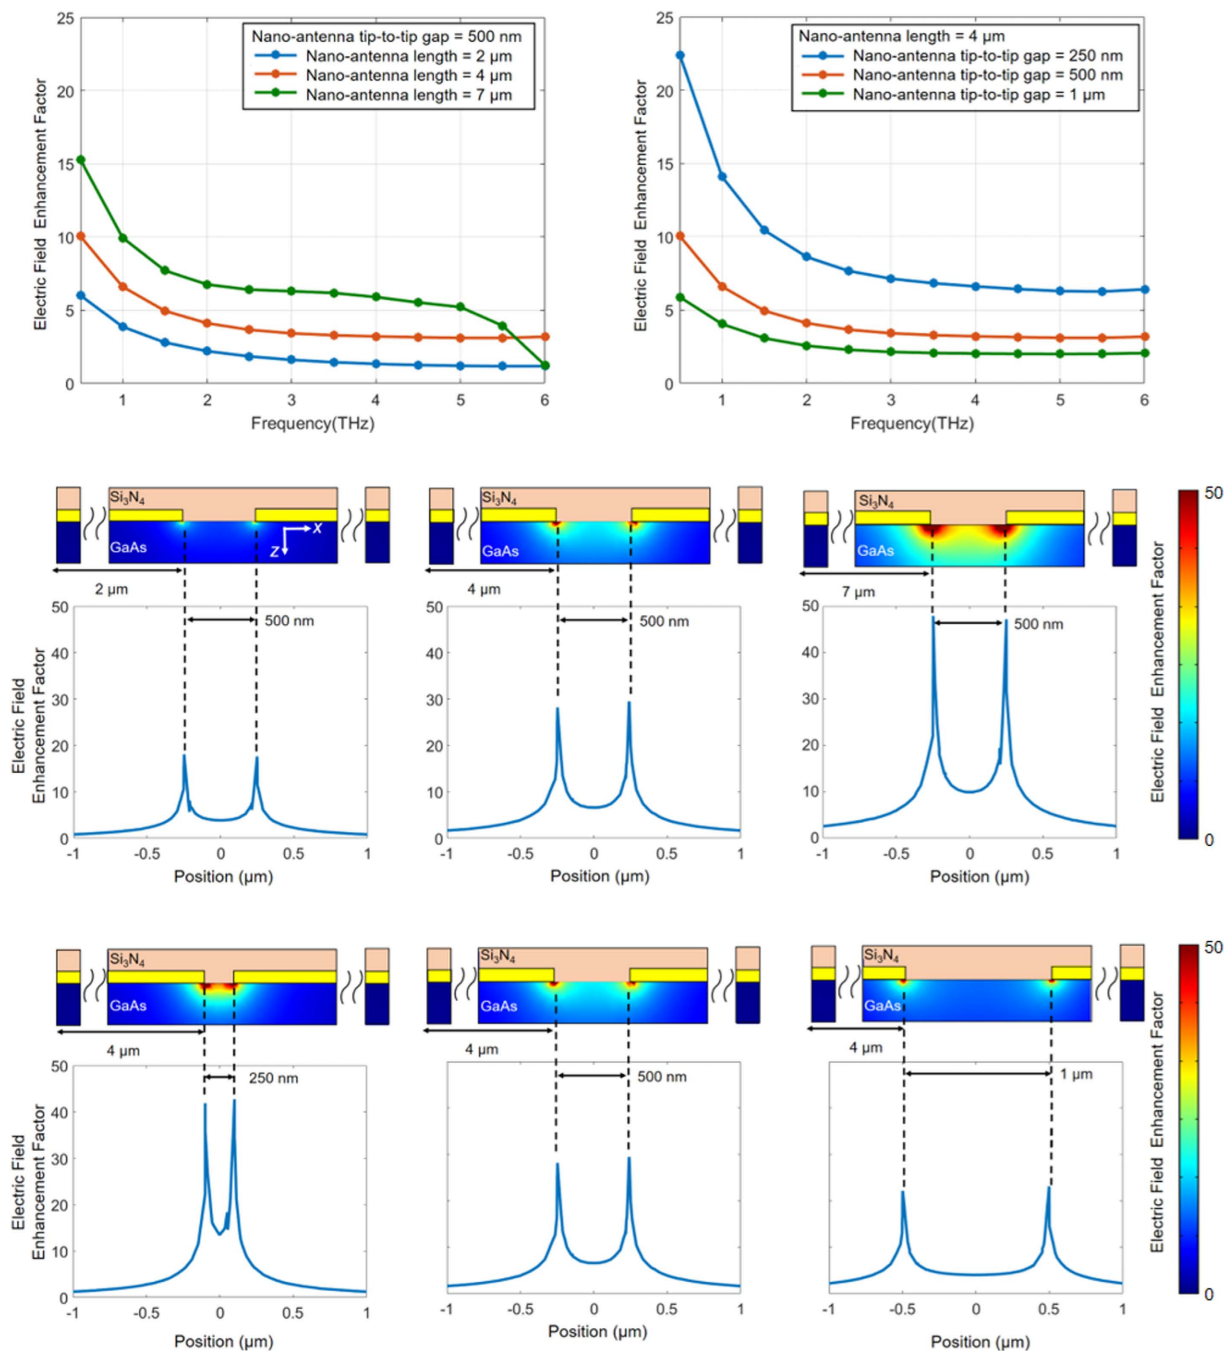 25
20
15
10
5
0
Electric Field Enhancement Factor
Nano-antenna tip-to-tip gap = 500 nm
Nano-antenna length = 2 µm
Nano-antenna length = 4 µm
Nano-antenna length = 7 µm
1 2 3 4 5 6
Frequency(THz)
25
20
15
10
5
0
Electric Field Enhancement Factor
Nano-antenna length = 4 µm
Nano-antenna tip-to-tip gap = 250 nm
Nano-antenna tip-to-tip gap = 500 nm
Nano-antenna tip-to-tip gap = 1 µm
1 2 3 4 5 6
Frequency(THz)
Si₃N₄
GaAs
X
Z
2 µm
500 nm
50
40
30
20
10
0
Electric Field
Enhancement Factor
-1 -0.5 0 0.5 1
Position (µm)
Si₃N₄
GaAs
4 µm
500 nm
50
40
30
20
10
0
-1 -0.5 0 0.5 1
Position (µm)
Si₃N₄
GaAs
7 µm
500 nm
50
40
30
20
10
0
-1 -0.5 0 0.5 1
Position (µm)
50
0
Electric Field Enhancement Factor
Si₃N₄
GaAs
4 µm
250 nm
50
40
30
20
10
0
Electric Field
Enhancement Factor
-1 -0.5 0 0.5 1
Position (µm)
Si₃N₄
GaAs
4 µm
500 nm
-1 -0.5 0 0.5 1
Position (µm)
Si₃N₄
GaAs
4 µm
1 µm
-1 -0.5 0 0.5 1
Position (µm)
50
0
Electric Field Enhancement Factor